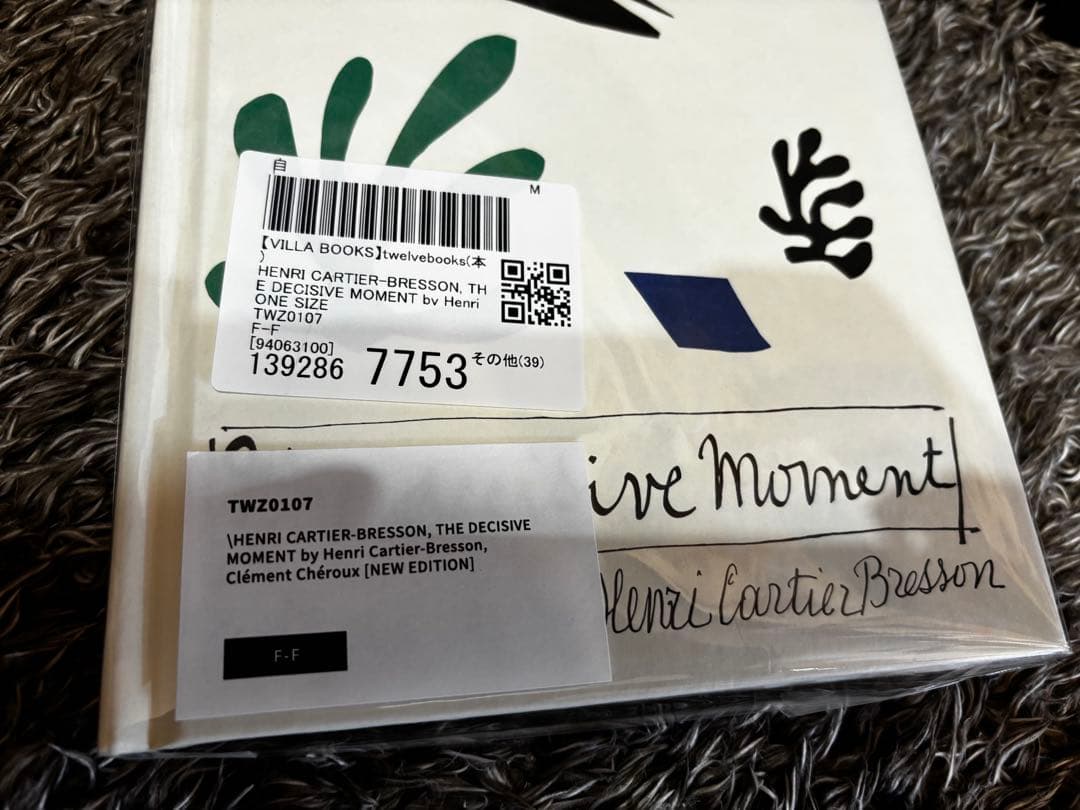 自
M
【VILLA BOOKS】twelvebooks(本
)
HENRI CARTIER-BRESSON, TH
E DECISIVE MOMENT by Henri
ONE SIZE
TWZ0107
F-F
[94063100]
139286 7753 その他(39)
ive Moment
Henri Cartier Bresson
TWZ0107
\HENRI CARTIER-BRESSON, THE DECISIVE
MOMENT by Henri Cartier-Bresson,
Clément Chéroux [NEW EDITION]
F-F